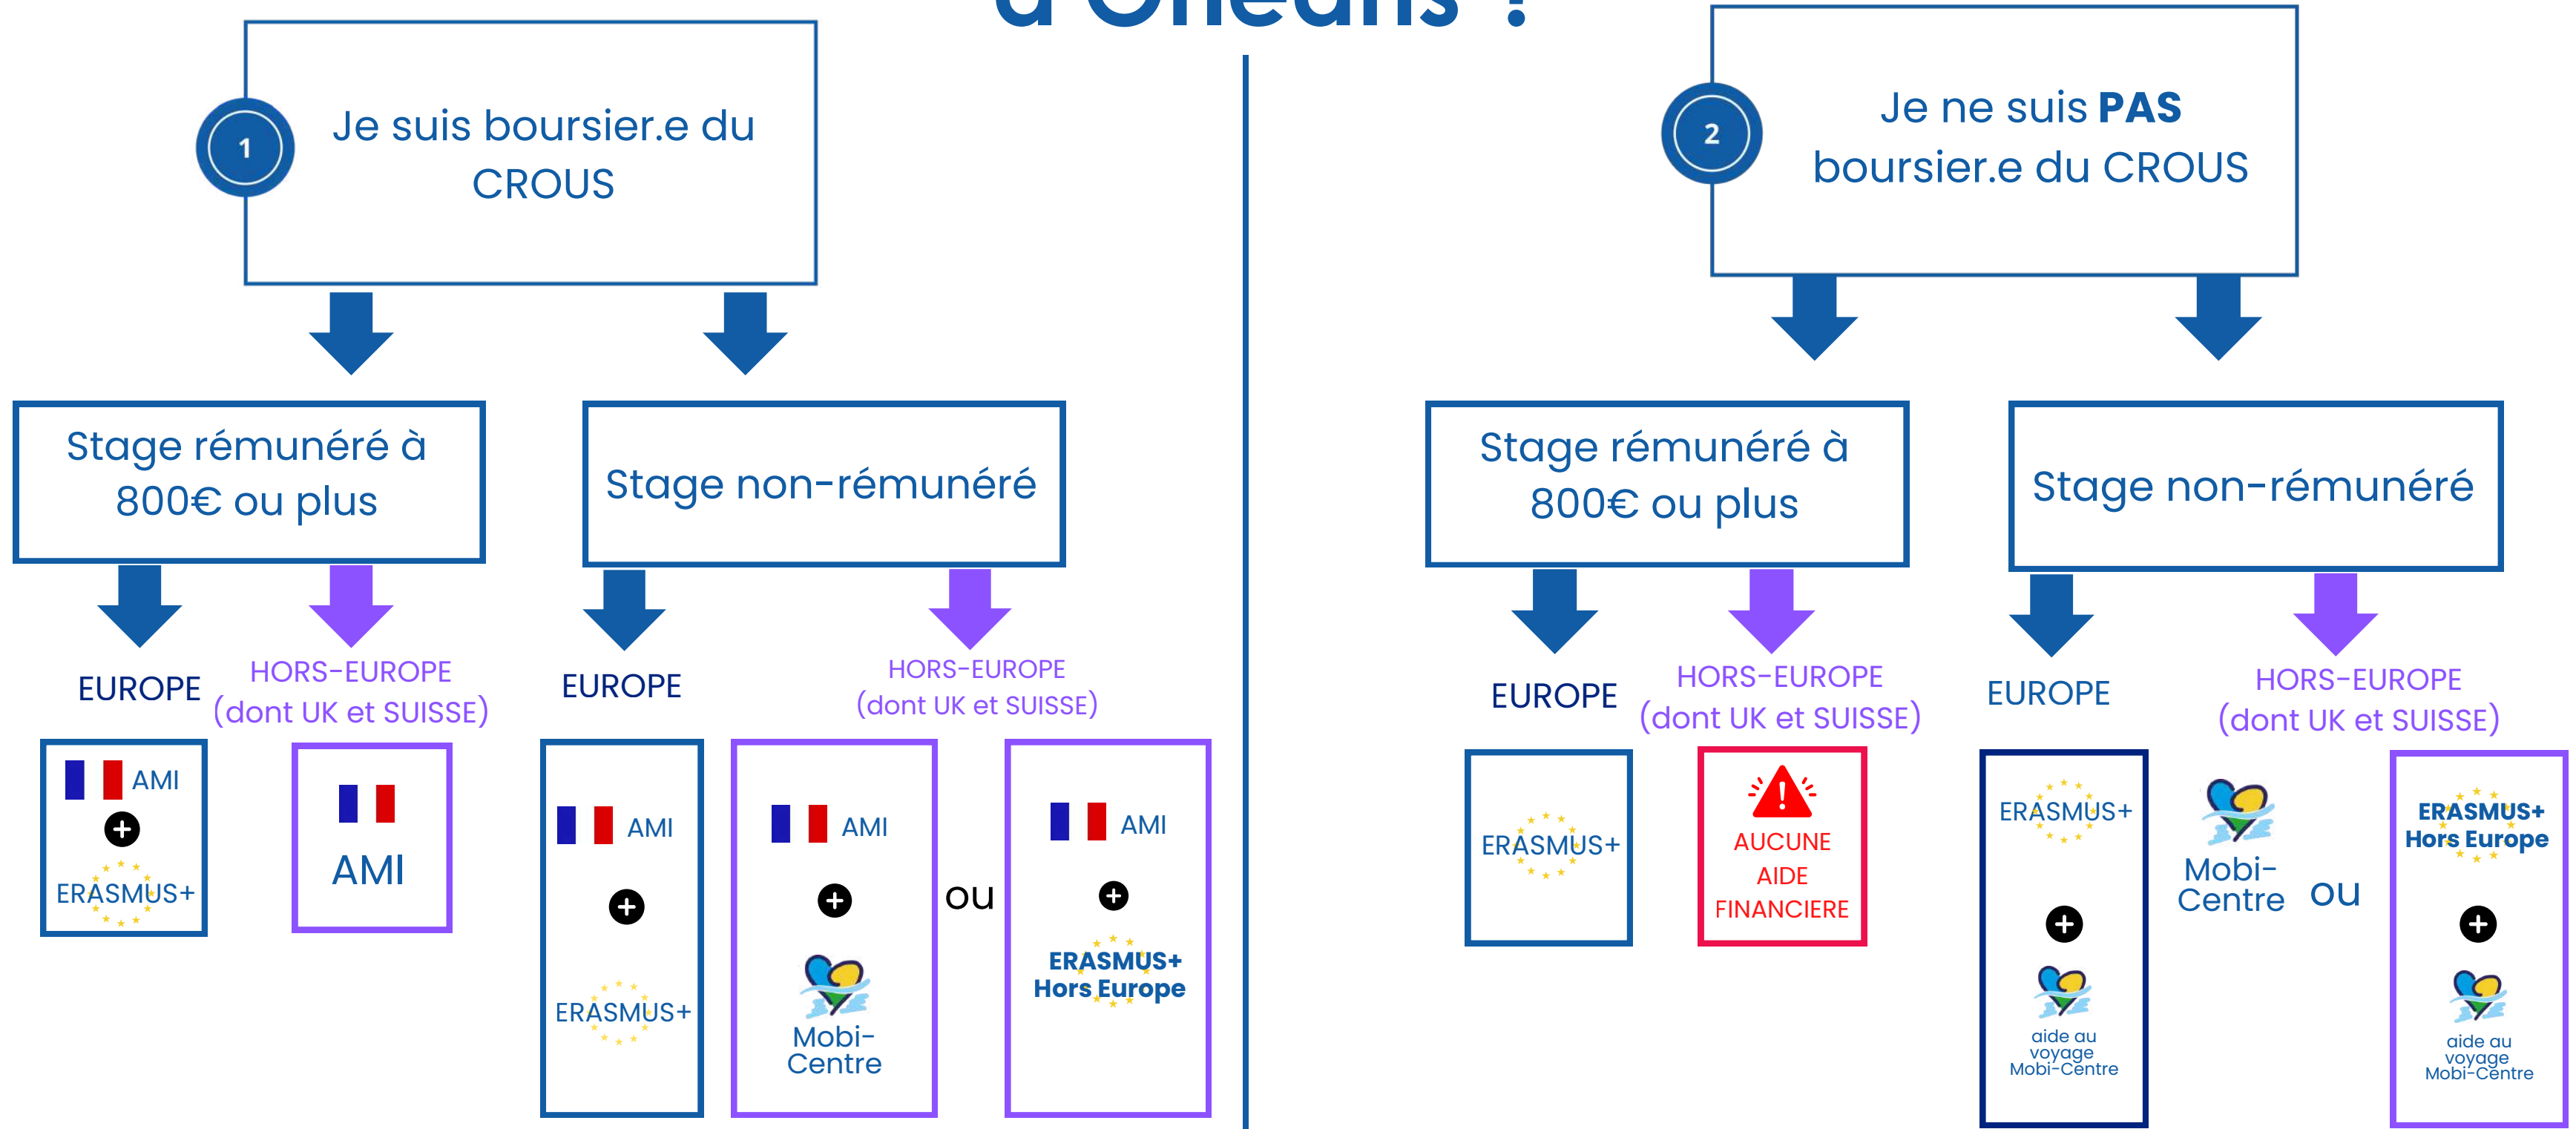 d'Orléans ?
1
Je suis boursier.e du
CROUS
Stage rémunéré à
800€ ou plus
EUROPE
AMI
+
ERASMUS+
HORS-EUROPE
(dont UK et SUISSE)
AMI
Stage non-rémunéré
EUROPE
AMI
+
ERASMUS+
HORS-EUROPE
(dont UK et SUISSE)
AMI
+
Mobi-
Centre
ou
AMI
+
ERASMUS+
Hors Europe
2
Je ne suis PAS
boursier.e du CROUS
Stage rémunéré à
800€ ou plus
EUROPE
ERASMUS+
HORS-EUROPE
(dont UK et SUISSE)
!
AUCUNE
AIDE
FINANCIERE
Stage non-rémunéré
EUROPE
ERASMUS+
+
aide au
voyage
Mobi-Centre
HORS-EUROPE
(dont UK et SUISSE)
Mobi-
Centre
ou
ERASMUS+
Hors Europe
+
aide au
voyage
Mobi-Centre